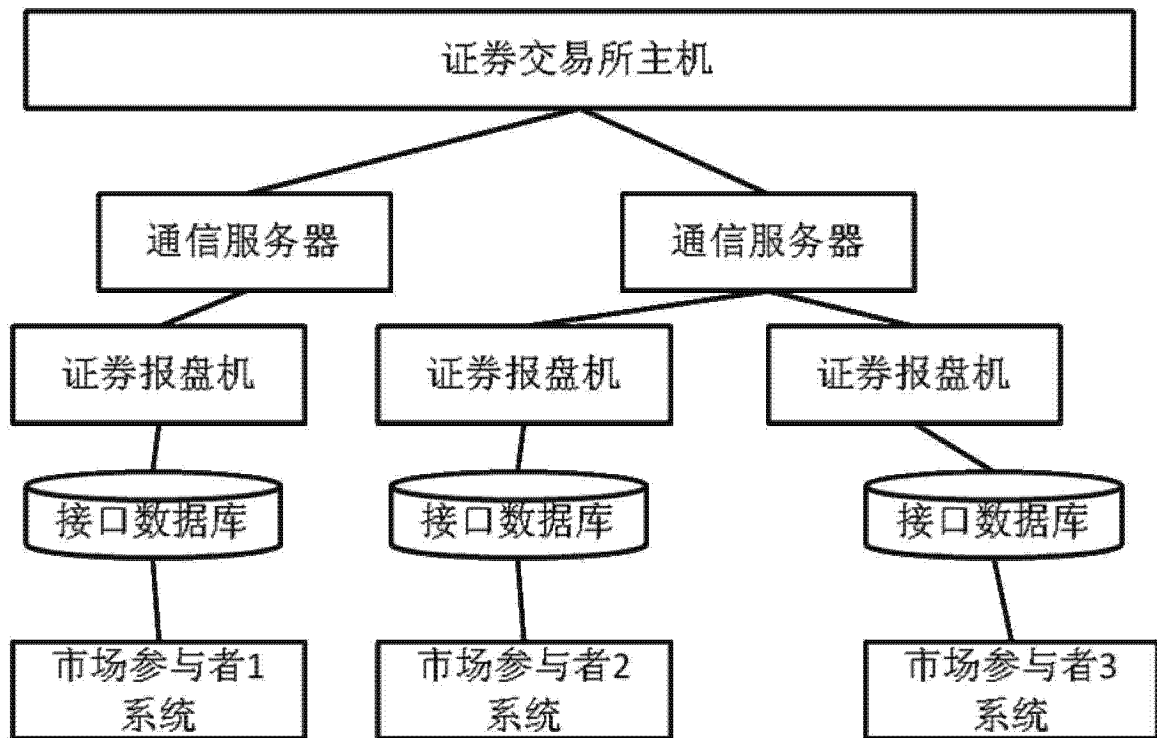 证券交易所主机
通信服务器
通信服务器
证券报盘机
证券报盘机
证券报盘机
接口数据库
接口数据库
接口数据库
市场参与者1
系统
市场参与者2
系统
市场参与者3
系统